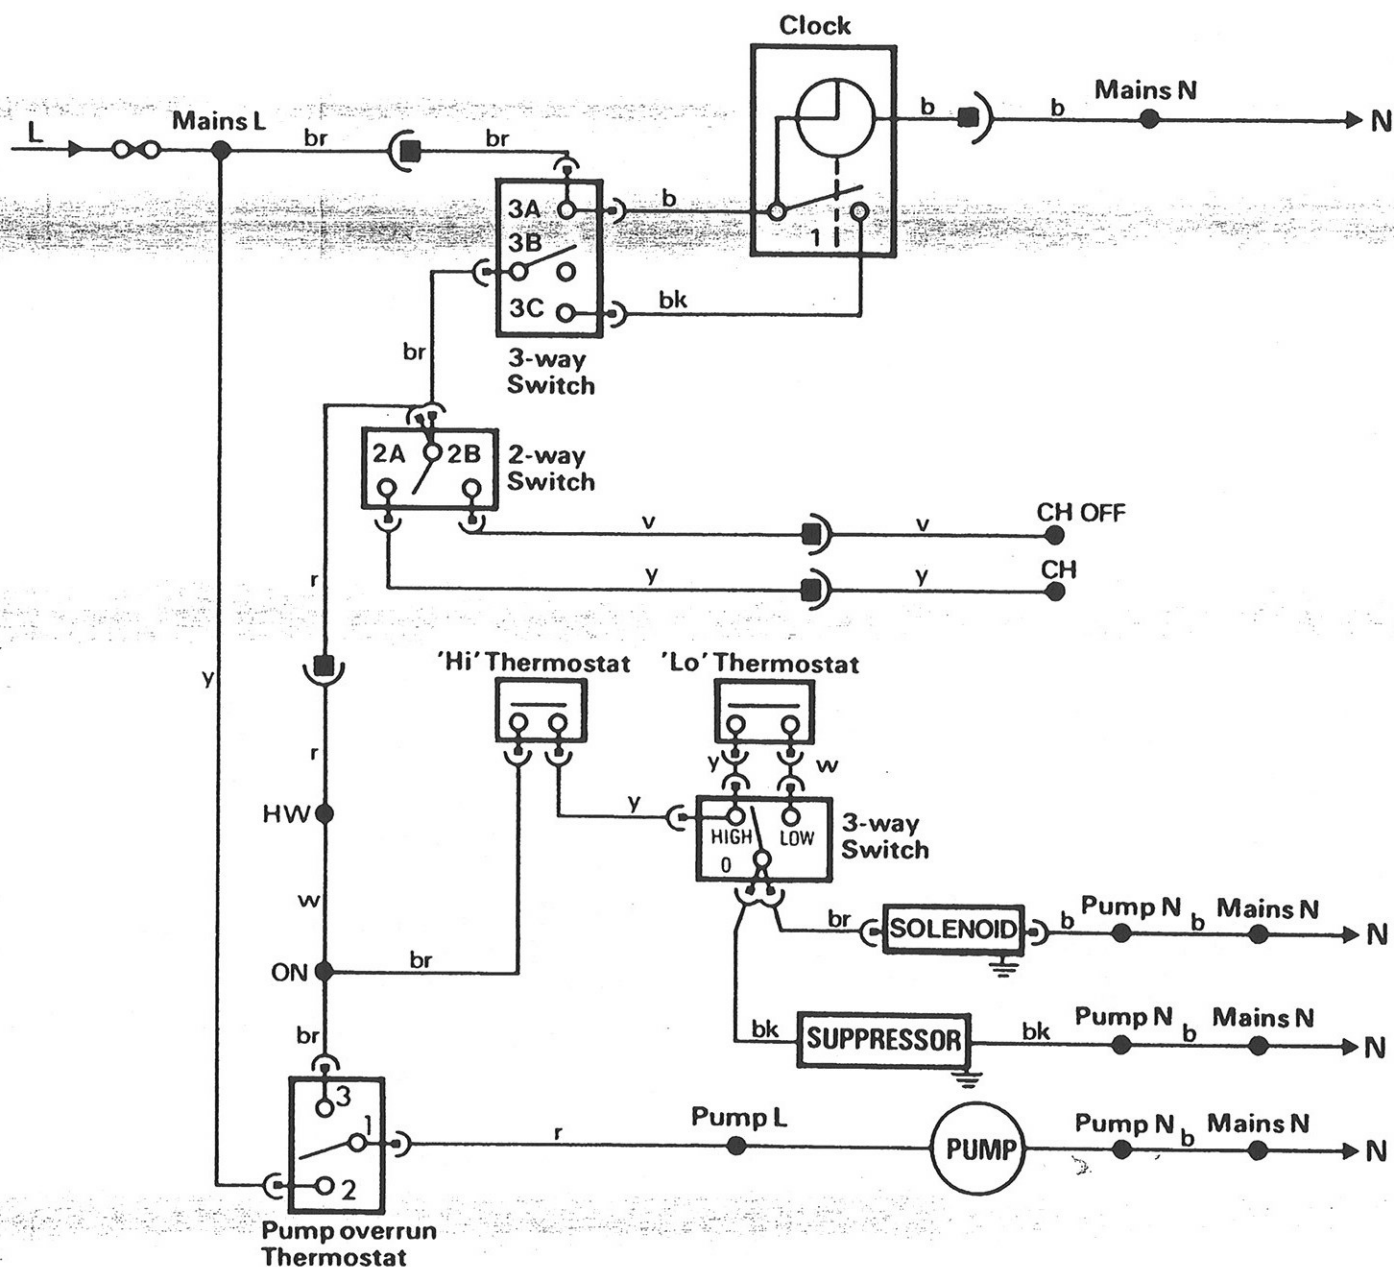 Clock
L
Mains L
br
br
b
b
Mains N
N
3A
b
3B
1
3C
bk
br
3-way
Switch
2A
2B
2-way
Switch
v
v
CH OFF
r
y
y
CH
y
'Hi' Thermostat
'Lo' Thermostat
r
y
w
HW
y
HIGH
LOW
0
3-way
Switch
w
br
SOLENOID
b
Pump N
b
Mains N
N
ON
br
br
bk
SUPPRESSOR
bk
Pump N
b
Mains N
N
3
1
2
r
Pump L
PUMP
Pump N
b
Mains N
N
Pump overrun
Thermostat